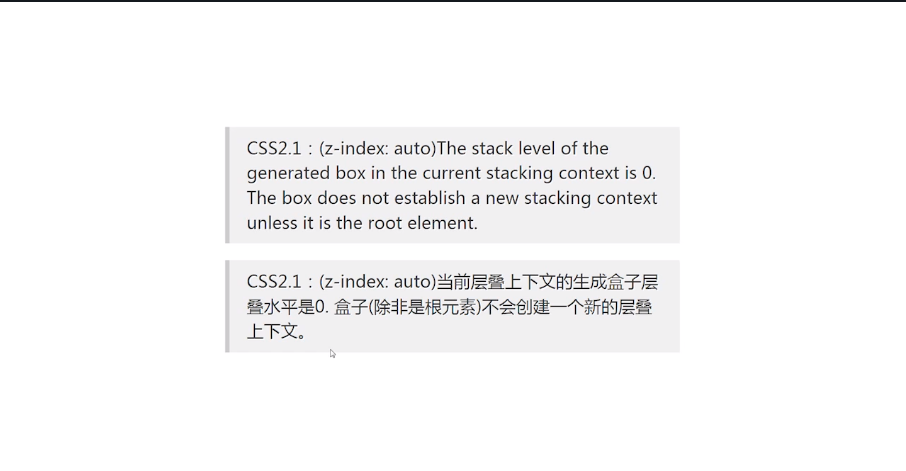 CSS2.1：(z-index: auto)The stack level of the
generated box in the current stacking context is 0.
The box does not establish a new stacking context
unless it is the root element.
CSS2.1：(z-index: auto)当前层叠上下文的生成盒子层
叠水平是0. 盒子(除非是根元素)不会创建一个新的层叠
上下文。